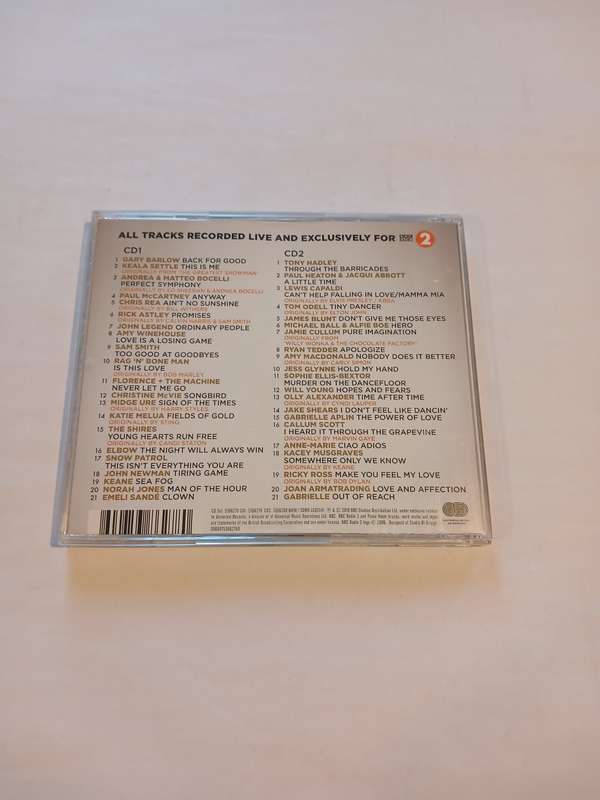 ALL TRACKS RECORDED LIVE AND EXCLUSIVELY FOR BBC RADIO 2
CD1
1 GARY BARLOW BACK FOR GOOD
2 KEALA SETTLE THIS IS ME
ORIGINALLY FROM 'THE GREATEST SHOWMAN'
3 ANDREA & MATTEO BOCELLI
PERFECT SYMPHONY
ORIGINALLY BY ED SHEERAN & ANDREA BOCELLI
4 PAUL McCARTNEY ANYWAY
5 CHRIS REA AIN'T NO SUNSHINE
ORIGINALLY BY BILL WITHERS
6 RICK ASTLEY PROMISES
ORIGINALLY BY CALVIN HARRIS & SAM SMITH
7 JOHN LEGEND ORDINARY PEOPLE
8 AMY WINEHOUSE
LOVE IS A LOSING GAME
9 SAM SMITH
TOO GOOD AT GOODBYES
10 RAG 'N' BONE MAN
IS THIS LOVE
ORIGINALLY BY BOB MARLEY
11 FLORENCE + THE MACHINE
NEVER LET ME GO
12 CHRISTINE McVIE SONGBIRD
13 MIDGE URE SIGN OF THE TIMES
ORIGINALLY BY HARRY STYLES
14 KATIE MELUA FIELDS OF GOLD
ORIGINALLY BY STING
15 THE SHIRES
YOUNG HEARTS RUN FREE
ORIGINALLY BY CANDI STATON
16 ELBOW THE NIGHT WILL ALWAYS WIN
17 SNOW PATROL
THIS ISN'T EVERYTHING YOU ARE
18 JOHN NEWMAN TIRING GAME
19 KEANE SEA FOG
20 NORAH JONES MAN OF THE HOUR
21 EMELI SANDÉ CLOWN
CD2
1 TONY HADLEY
THROUGH THE BARRICADES
2 PAUL HEATON & JACQUI ABBOTT
A LITTLE TIME
3 LEWIS CAPALDI
CAN'T HELP FALLING IN LOVE/MAMMA MIA
ORIGINALLY BY ELVIS PRESLEY / ABBA
4 TOM ODELL TINY DANCER
ORIGINALLY BY ELTON JOHN
5 JAMES BLUNT DON'T GIVE ME THOSE EYES
6 MICHAEL BALL & ALFIE BOE HERO
7 JAMIE CULLUM PURE IMAGINATION
ORIGINALLY FROM
'WILLY WONKA & THE CHOCOLATE FACTORY'
8 RYAN TEDDER APOLOGIZE
9 AMY MACDONALD NOBODY DOES IT BETTER
ORIGINALLY BY CARLY SIMON
10 JESS GLYNNE HOLD MY HAND
11 SOPHIE ELLIS-BEXTOR
MURDER ON THE DANCEFLOOR
12 WILL YOUNG HOPES AND FEARS
13 OLLY ALEXANDER TIME AFTER TIME
ORIGINALLY BY CYNDI LAUPER
14 JAKE SHEARS I DON'T FEEL LIKE DANCIN'
15 GABRIELLE APLIN THE POWER OF LOVE
16 CALLUM SCOTT
I HEARD IT THROUGH THE GRAPEVINE
ORIGINALLY BY MARVIN GAYE
17 ANNE-MARIE CIAO ADIOS
18 KACEY MUSGRAVES
SOMEWHERE ONLY WE KNOW
ORIGINALLY BY KEANE
19 RICKY ROSS MAKE YOU FEEL MY LOVE
ORIGINALLY BY BOB DYLAN
20 JOAN ARMATRADING LOVE AND AFFECTION
21 GABRIELLE OUT OF REACH